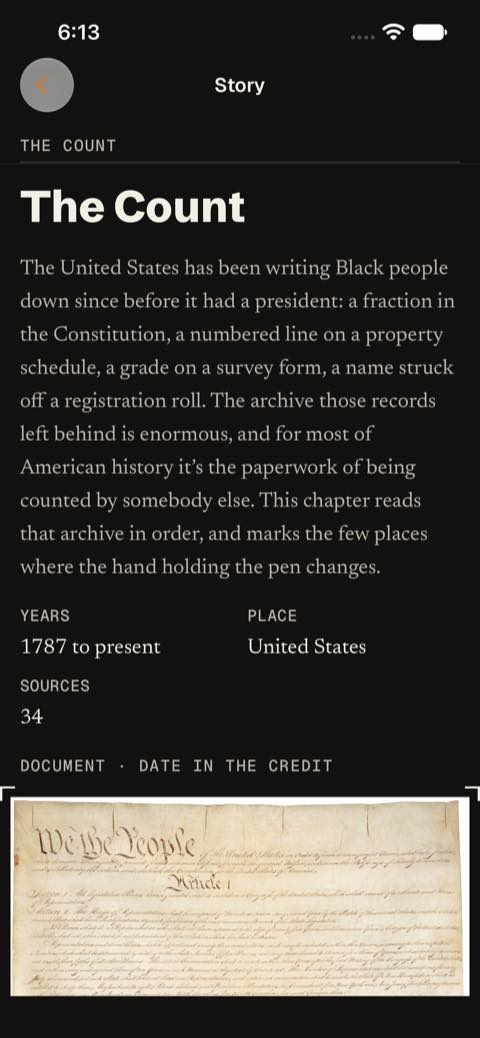 6:13
Story
THE COUNT
The Count
The United States has been writing Black people
down since before it had a president: a fraction in
the Constitution, a numbered line on a property
schedule, a grade on a survey form, a name struck
off a registration roll. The archive those records
left behind is enormous, and for most of
American history it’s the paperwork of being
counted by somebody else. This chapter reads
that archive in order, and marks the few places
where the hand holding the pen changes.
YEARS
PLACE
1787 to present
United States
SOURCES
34
DOCUMENT · DATE IN THE CREDIT
We the People
Article 1